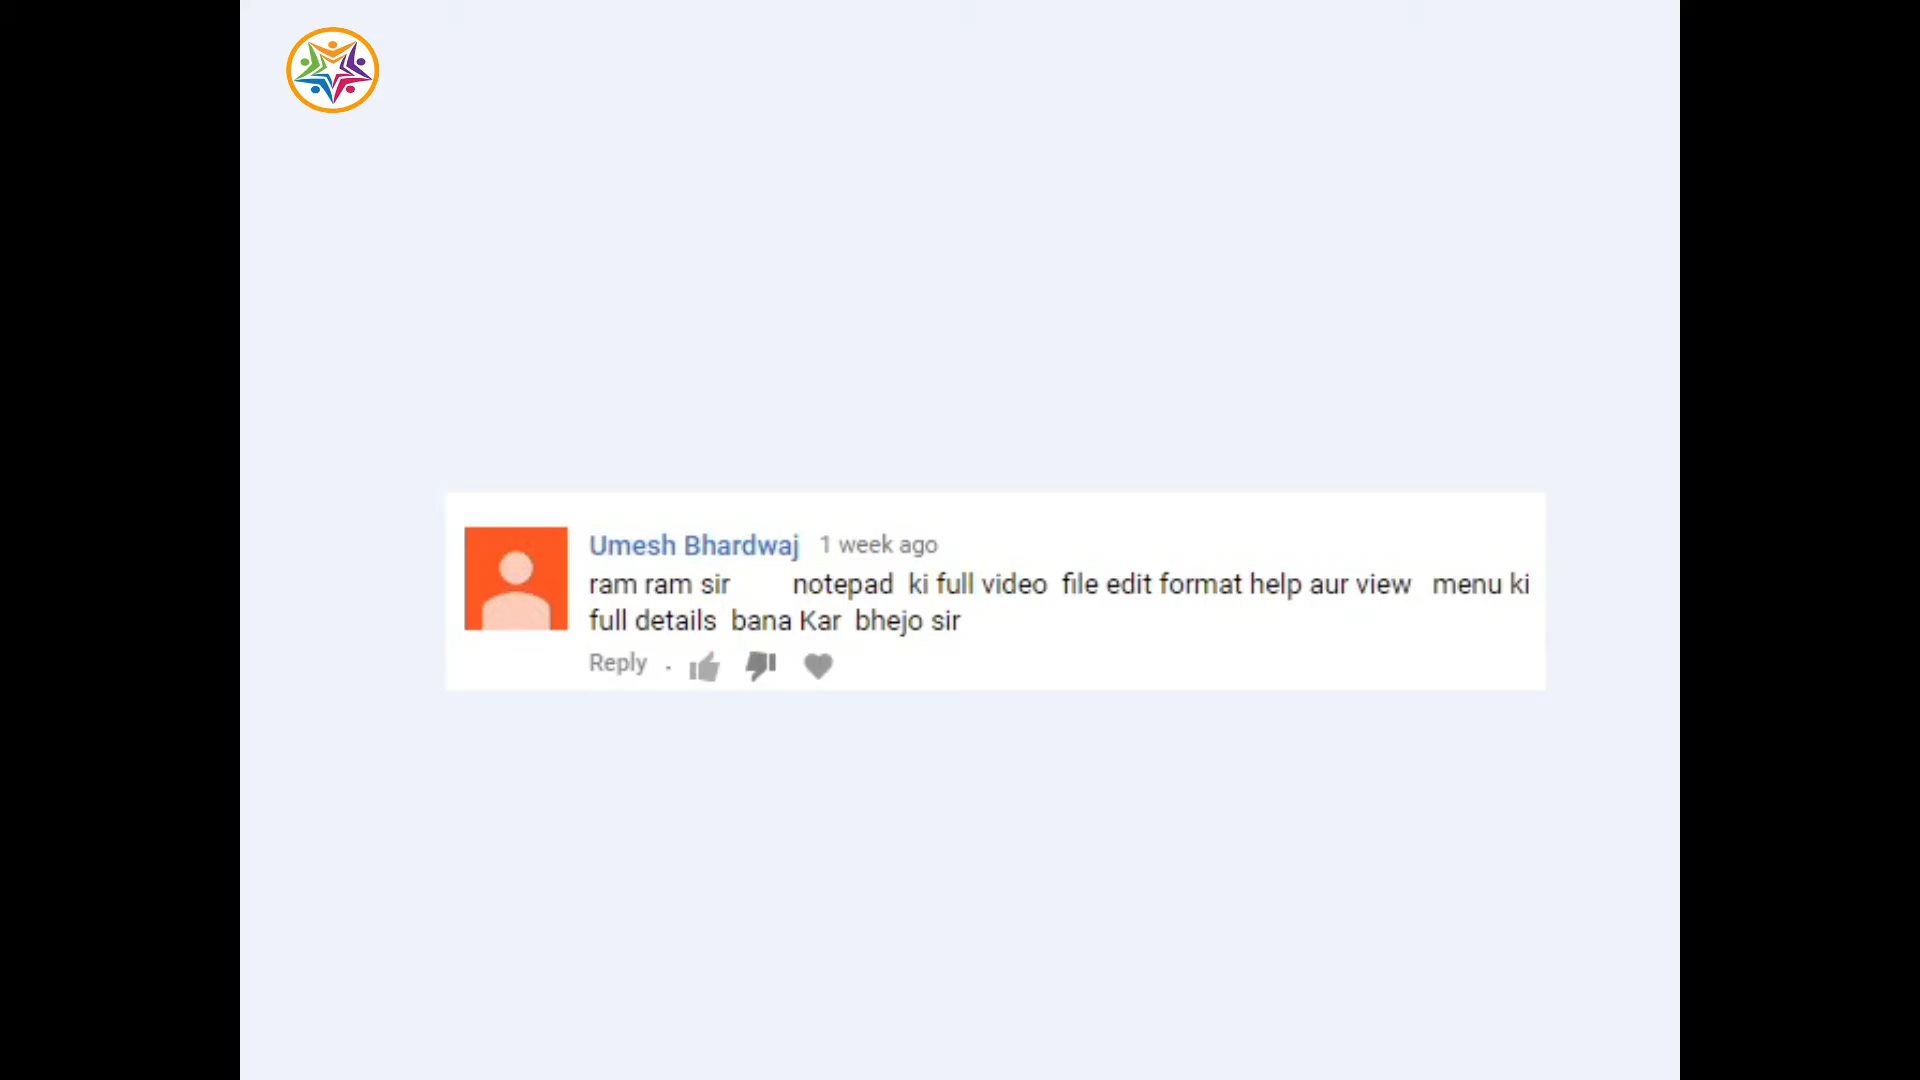 Umesh Bhardwaj 1 week ago
ram ram sir notepad ki full video file edit format help aur view menu ki
full details bana Kar bhejo sir
Reply .